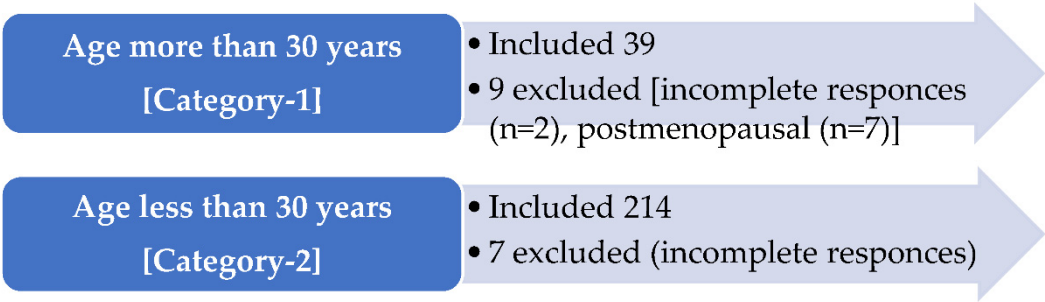 Age more than 30 years
[Category-1]
• Included 39
• 9 excluded [incomplete responces
(n=2), postmenopausal (n=7)]
Age less than 30 years
[Category-2]
• Included 214
• 7 excluded (incomplete responces)